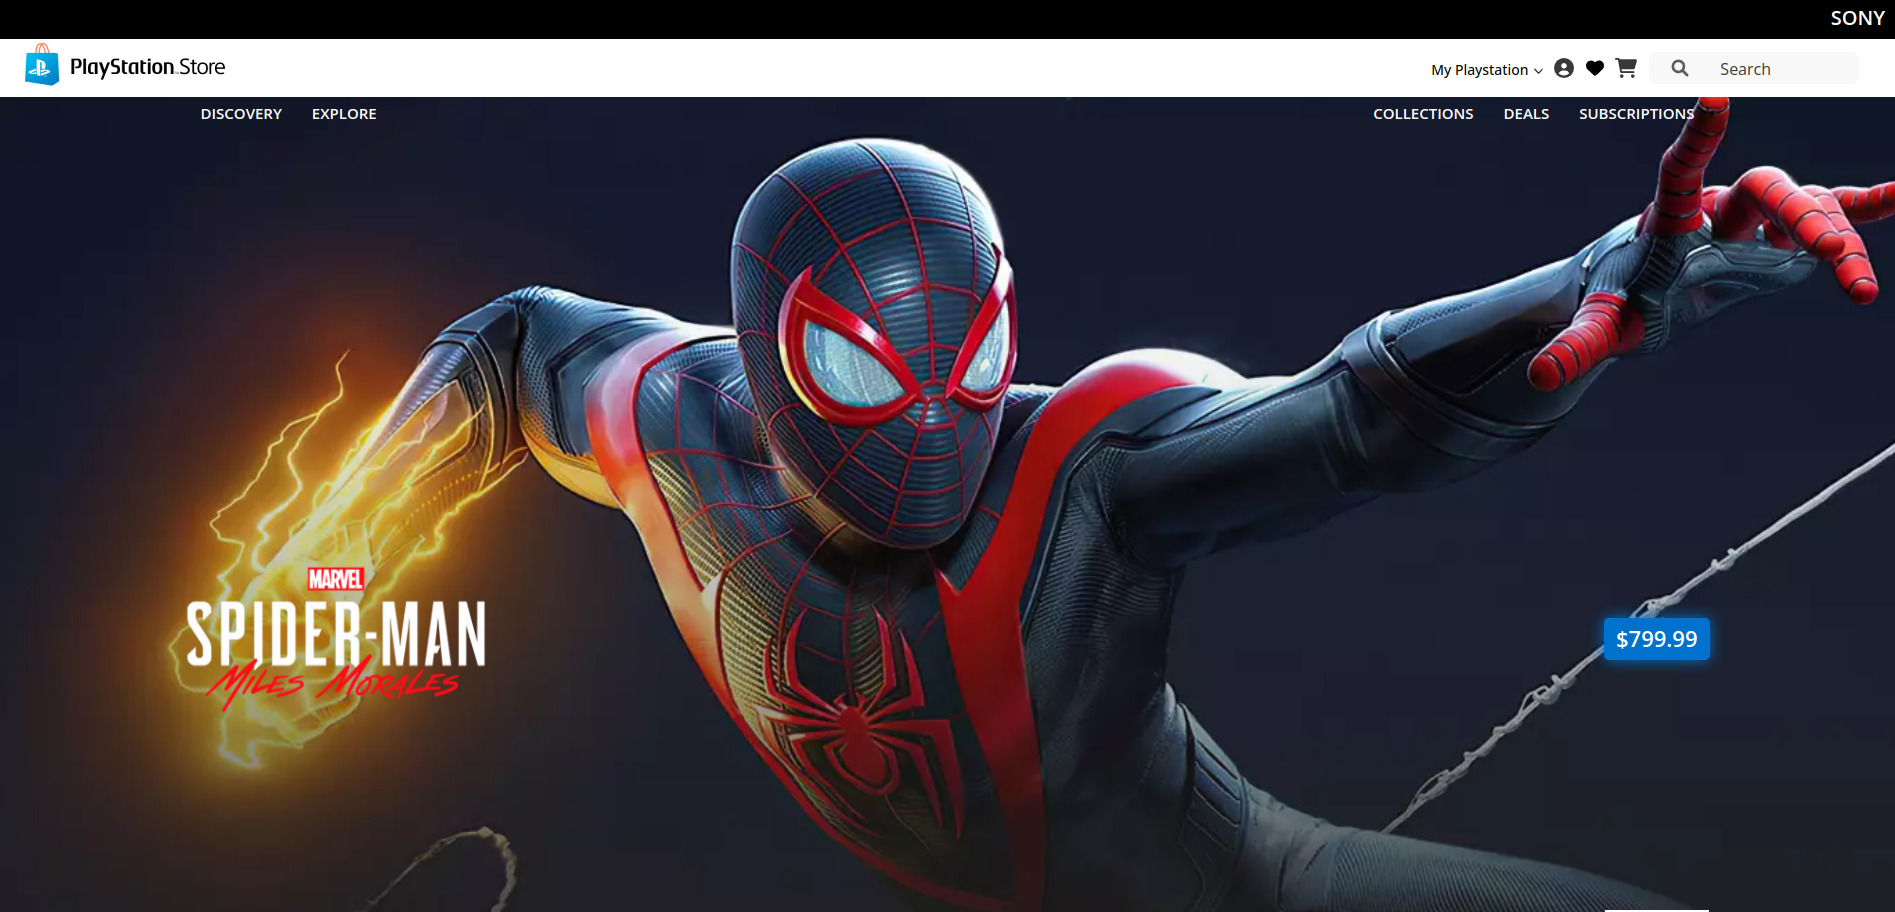 SONY
PlayStation Store
My Playstation
Search
DISCOVERY
EXPLORE
COLLECTIONS
DEALS
SUBSCRIPTIONS
MARVEL
SPIDER-MAN
MILES MORALES
$799.99